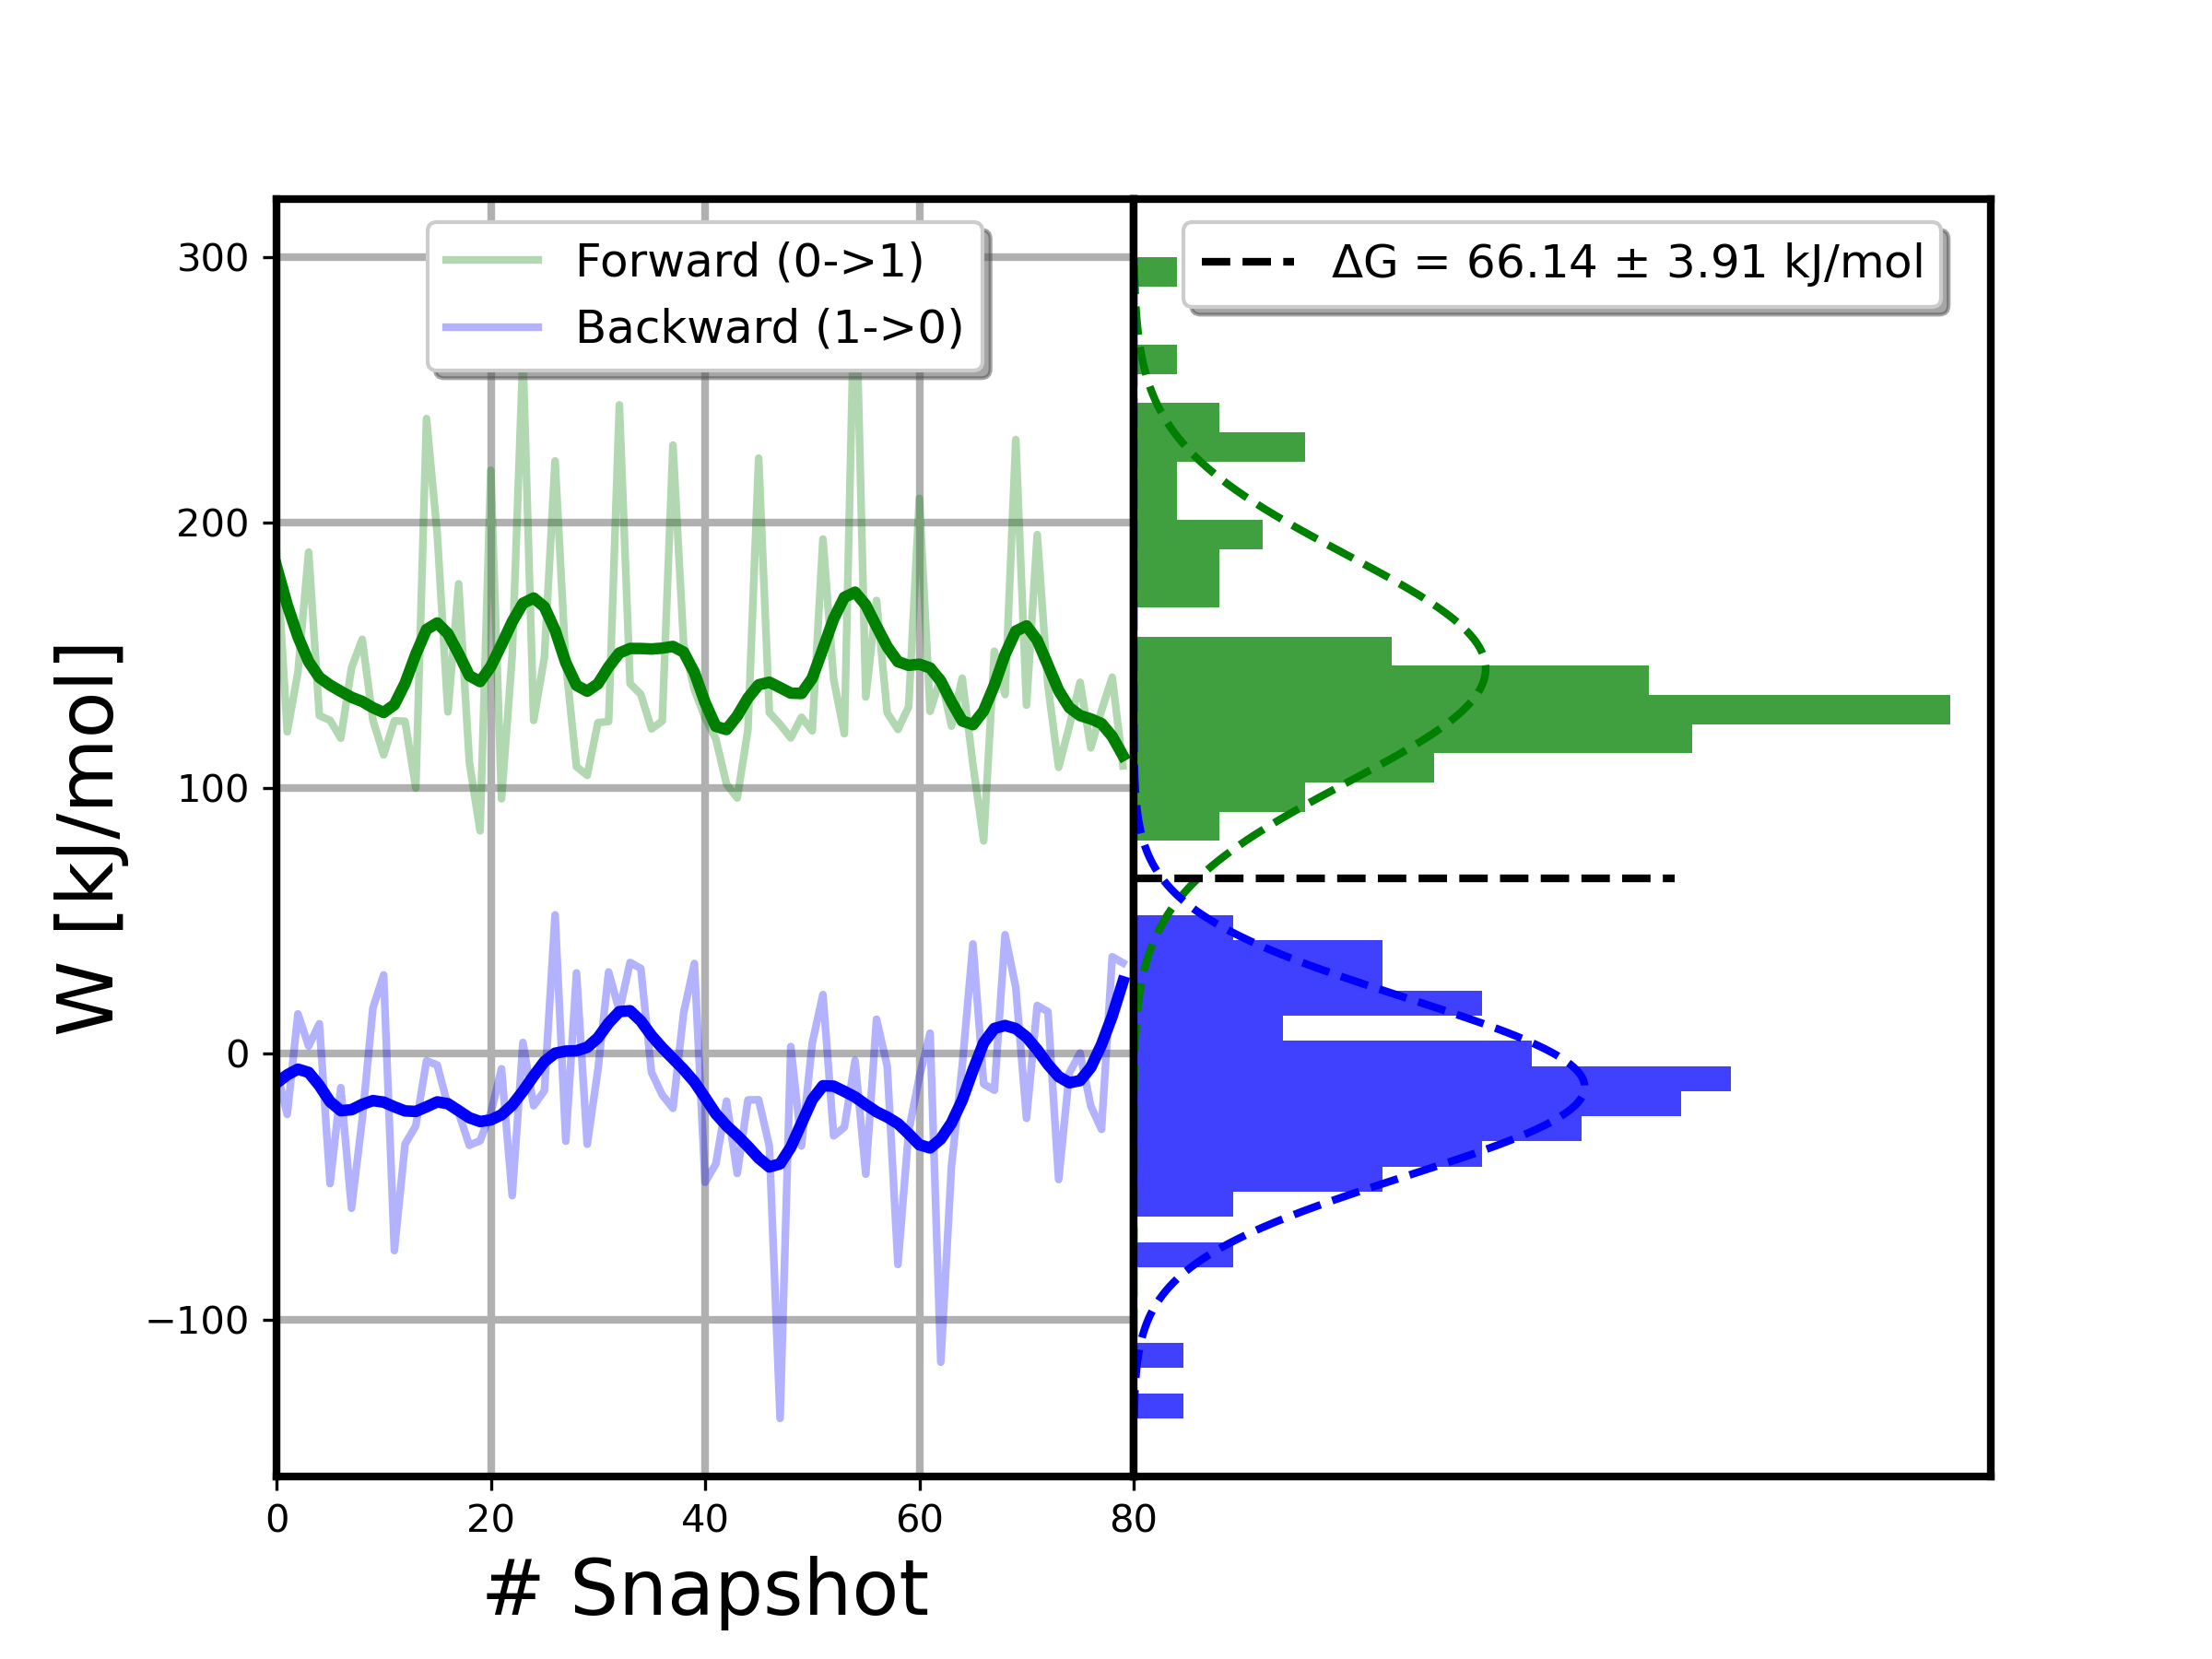 300
200
100
0
−100
W [kJ/mol]
Forward (0->1)
Backward (1->0)
ΔG = 66.14 ± 3.91 kJ/mol
0 20 40 60 80
# Snapshot